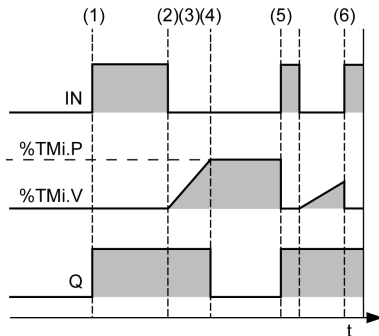 (1) (2)(3)(4) (5) (6)
IN
%TMi.P
%TMi.V
Q
t